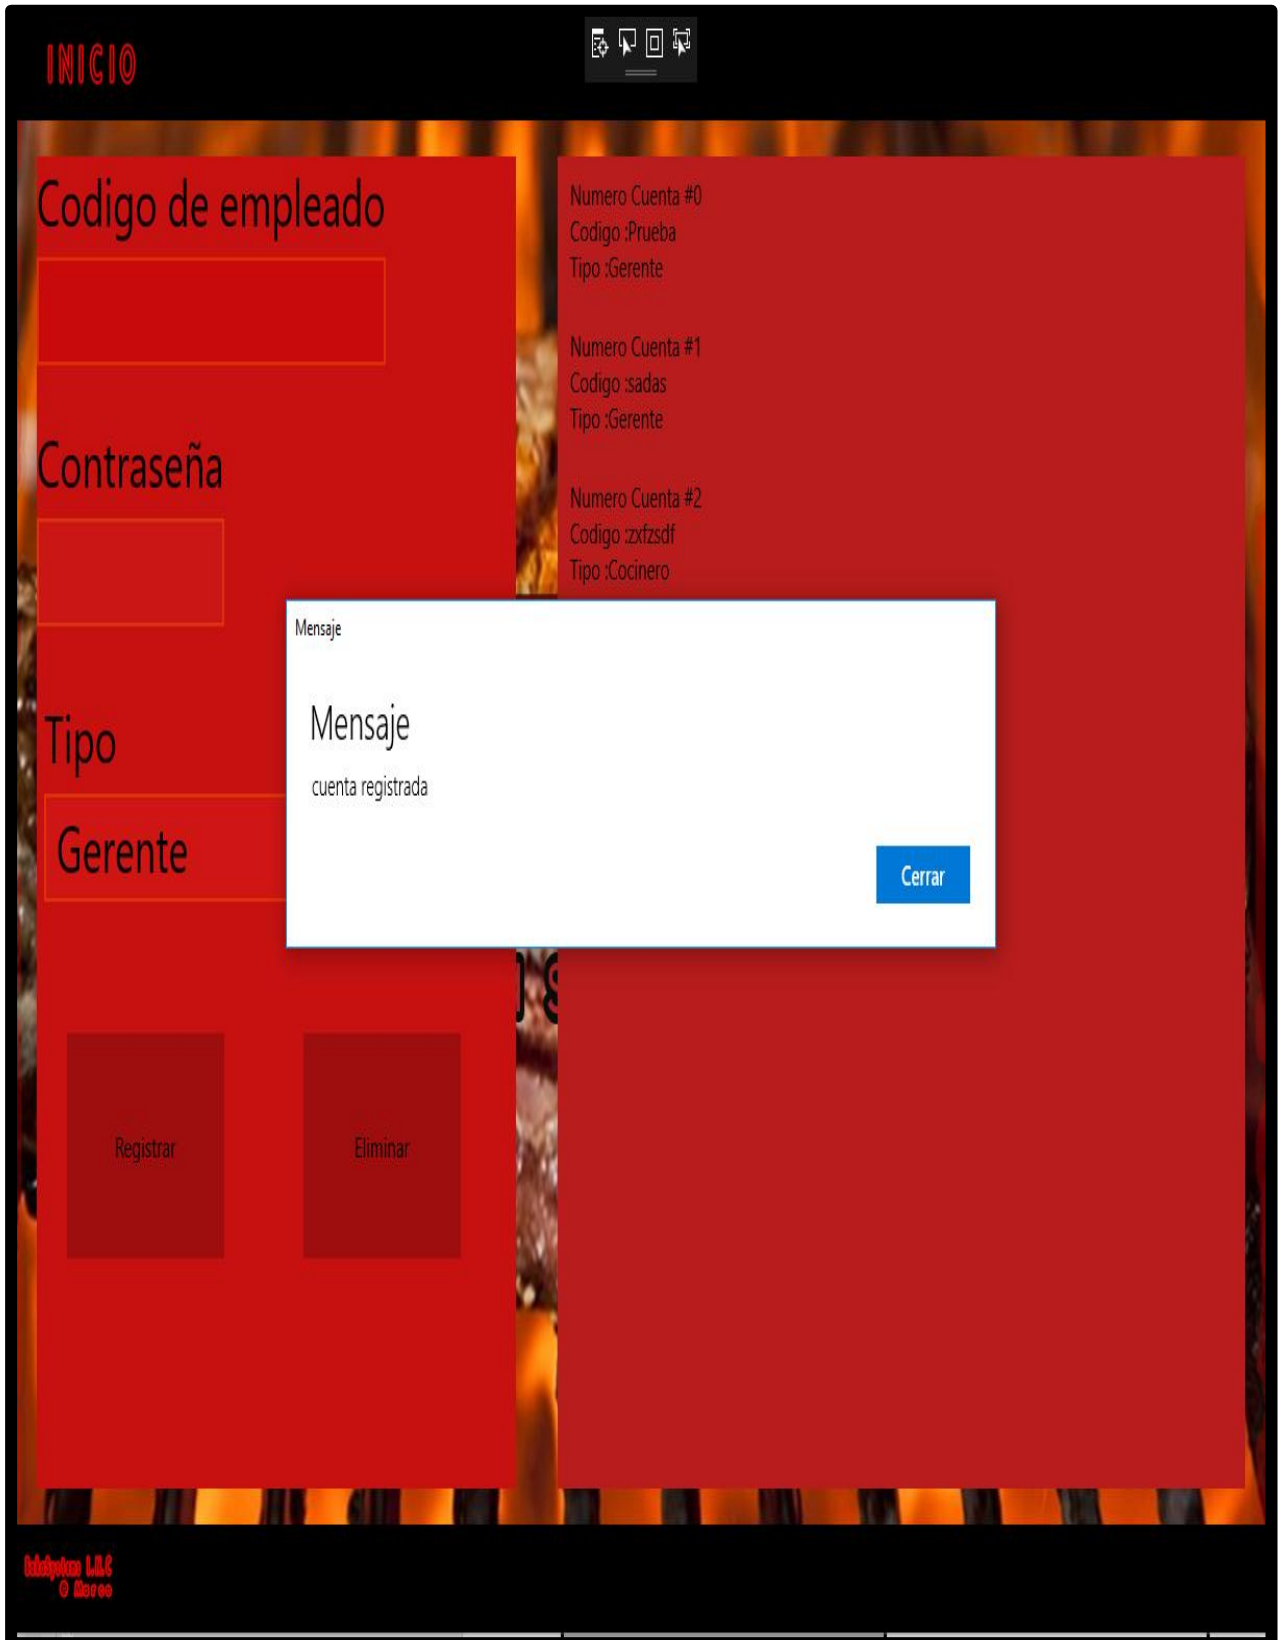 INICIO
Codigo de empleado
Contraseña
Tipo
Gerente
Registrar
Eliminar
Numero Cuenta #0
Codigo :Prueba
Tipo :Gerente
Numero Cuenta #1
Codigo :sadas
Tipo :Gerente
Numero Cuenta #2
Codigo :zxfzsdf
Tipo :Cocinero
Mensaje
Mensaje
cuenta registrada
Cerrar
L.R.C
© Marco